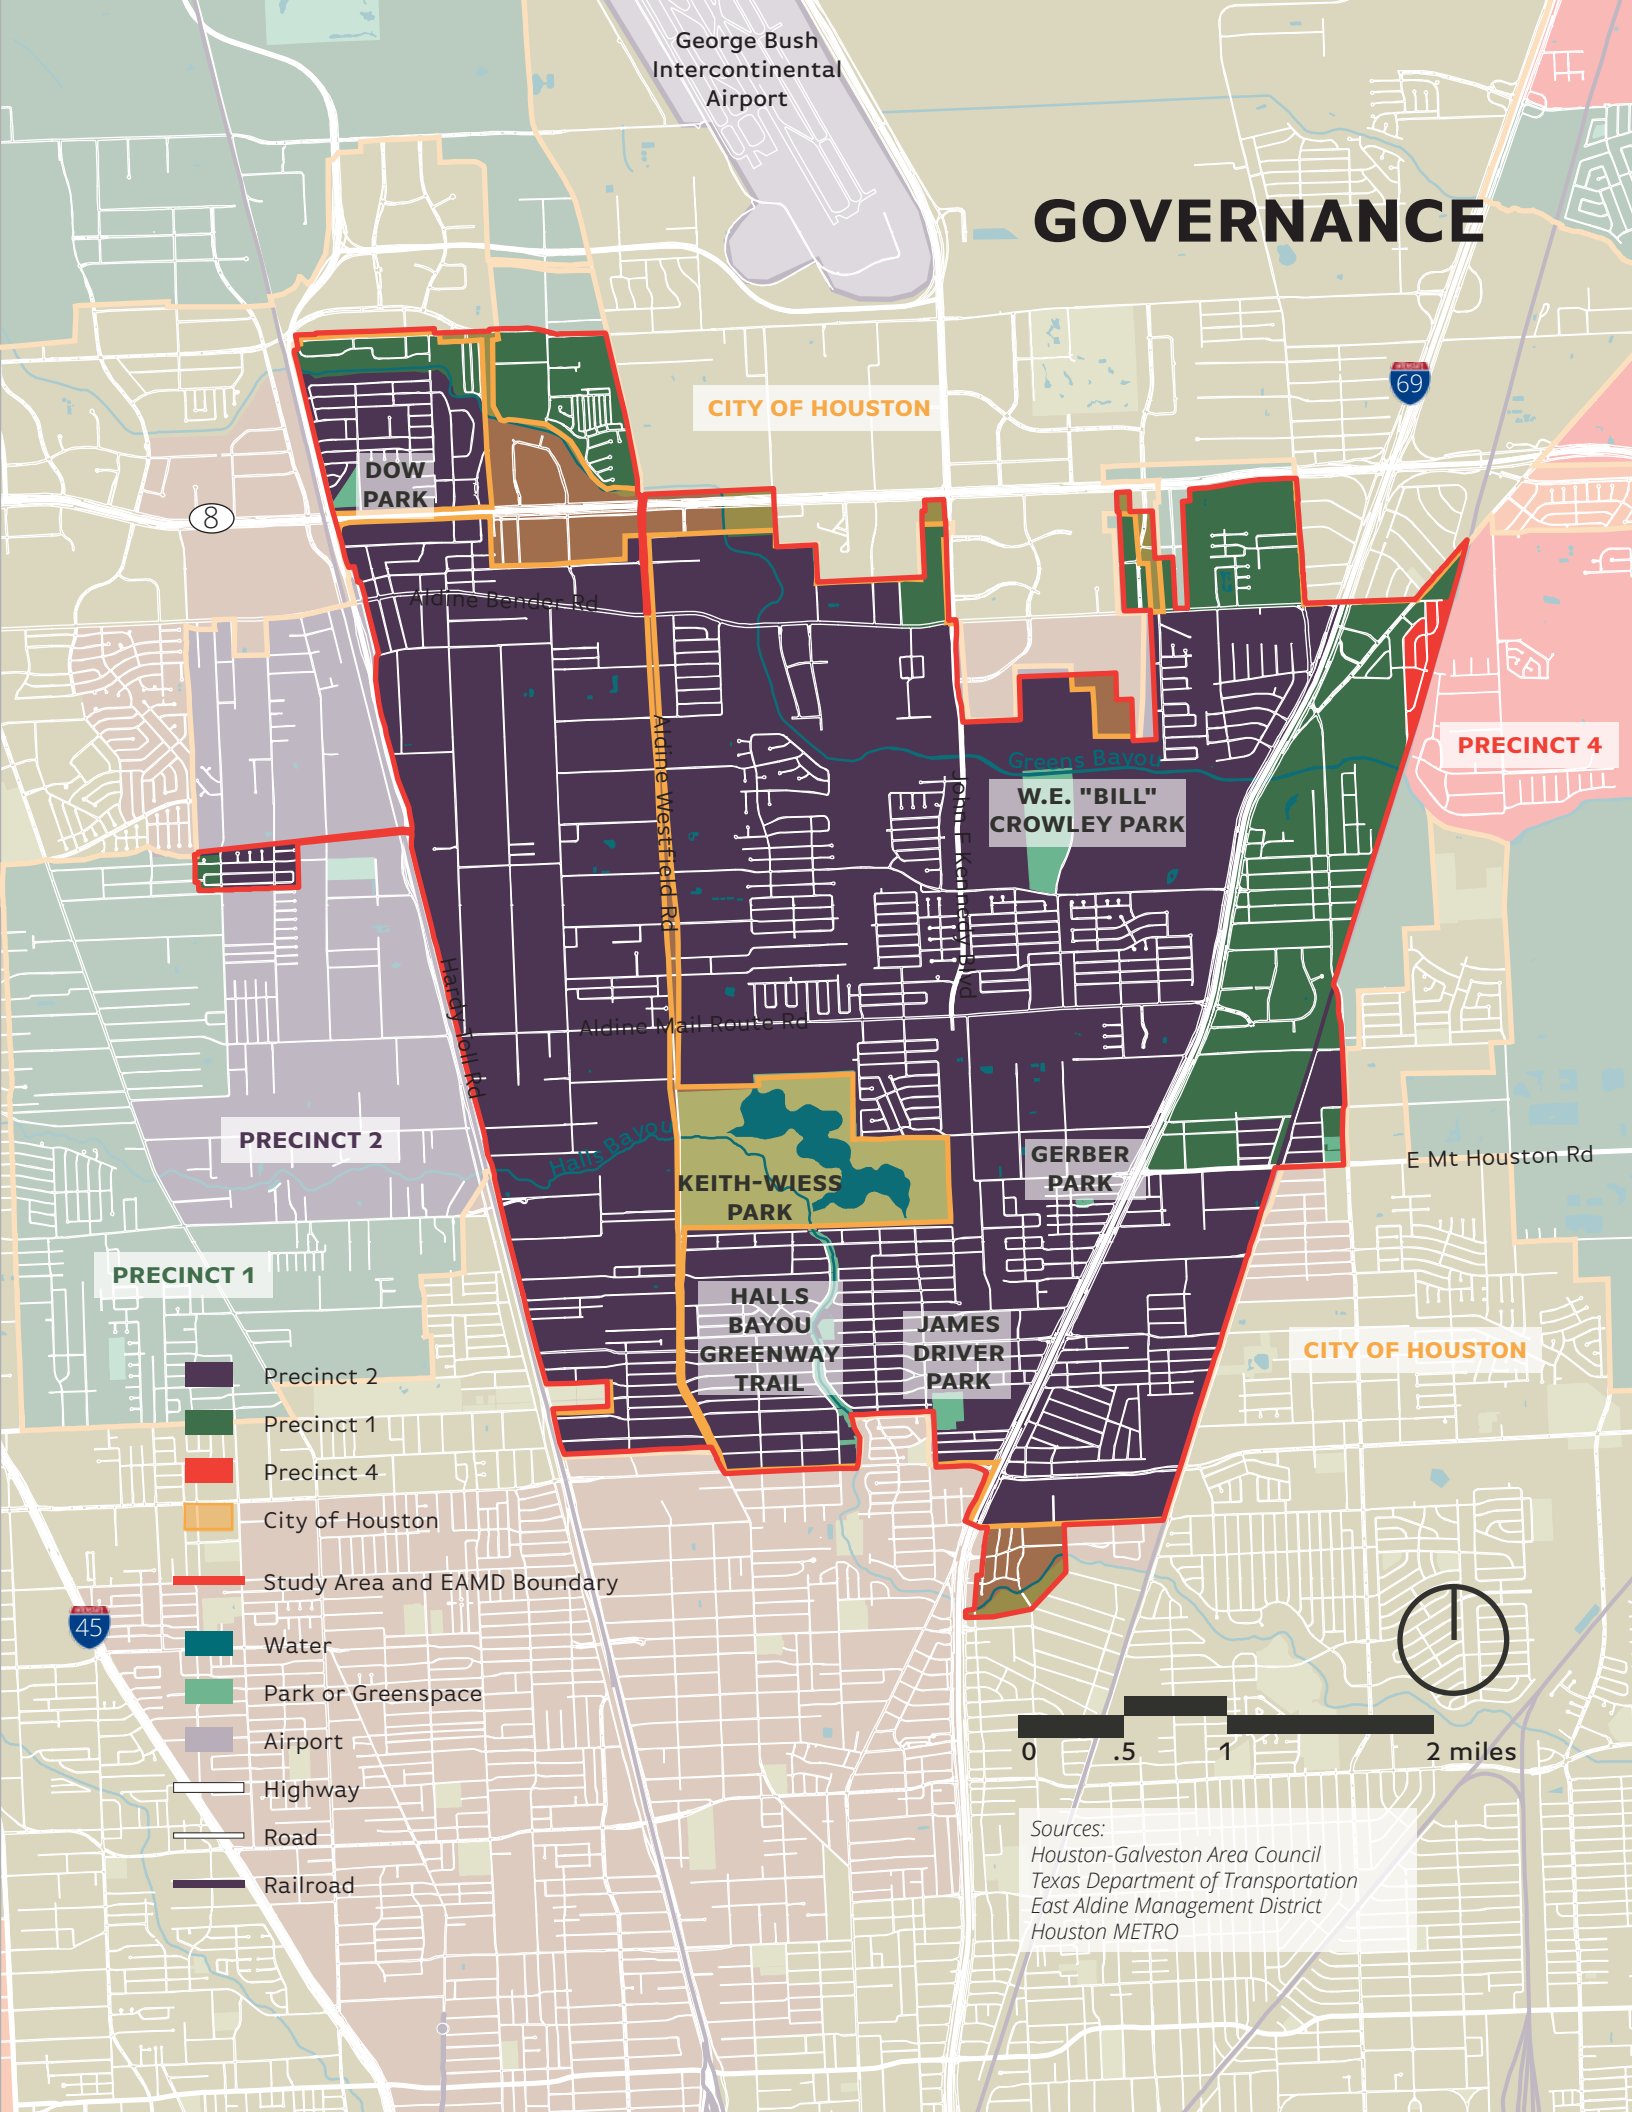 George Bush
Intercontinental
Airport
GOVERNANCE
69
CITY OF HOUSTON
DOW
PARK
8
Aldine Bender Rd
Aldine Westfield Rd
PRECINCT 4
Greens Bayou
W.E. "BILL"
CROWLEY PARK
John F Kennedy Blvd
Hardy Toll Rd
Aldine Mail Route Rd
PRECINCT 2
Halls Bayou
GERBER
PARK
E Mt Houston Rd
KEITH-WIESS
PARK
PRECINCT 1
HALLS
BAYOU
GREENWAY
TRAIL
JAMES
DRIVER
PARK
CITY OF HOUSTON
Precinct 2
Precinct 1
Precinct 4
City of Houston
Study Area and EAMD Boundary
45
Water
Park or Greenspace
Airport
Highway
Road
Railroad
0 .5 1 2 miles
Sources:
Houston-Galveston Area Council
Texas Department of Transportation
East Aldine Management District
Houston METRO